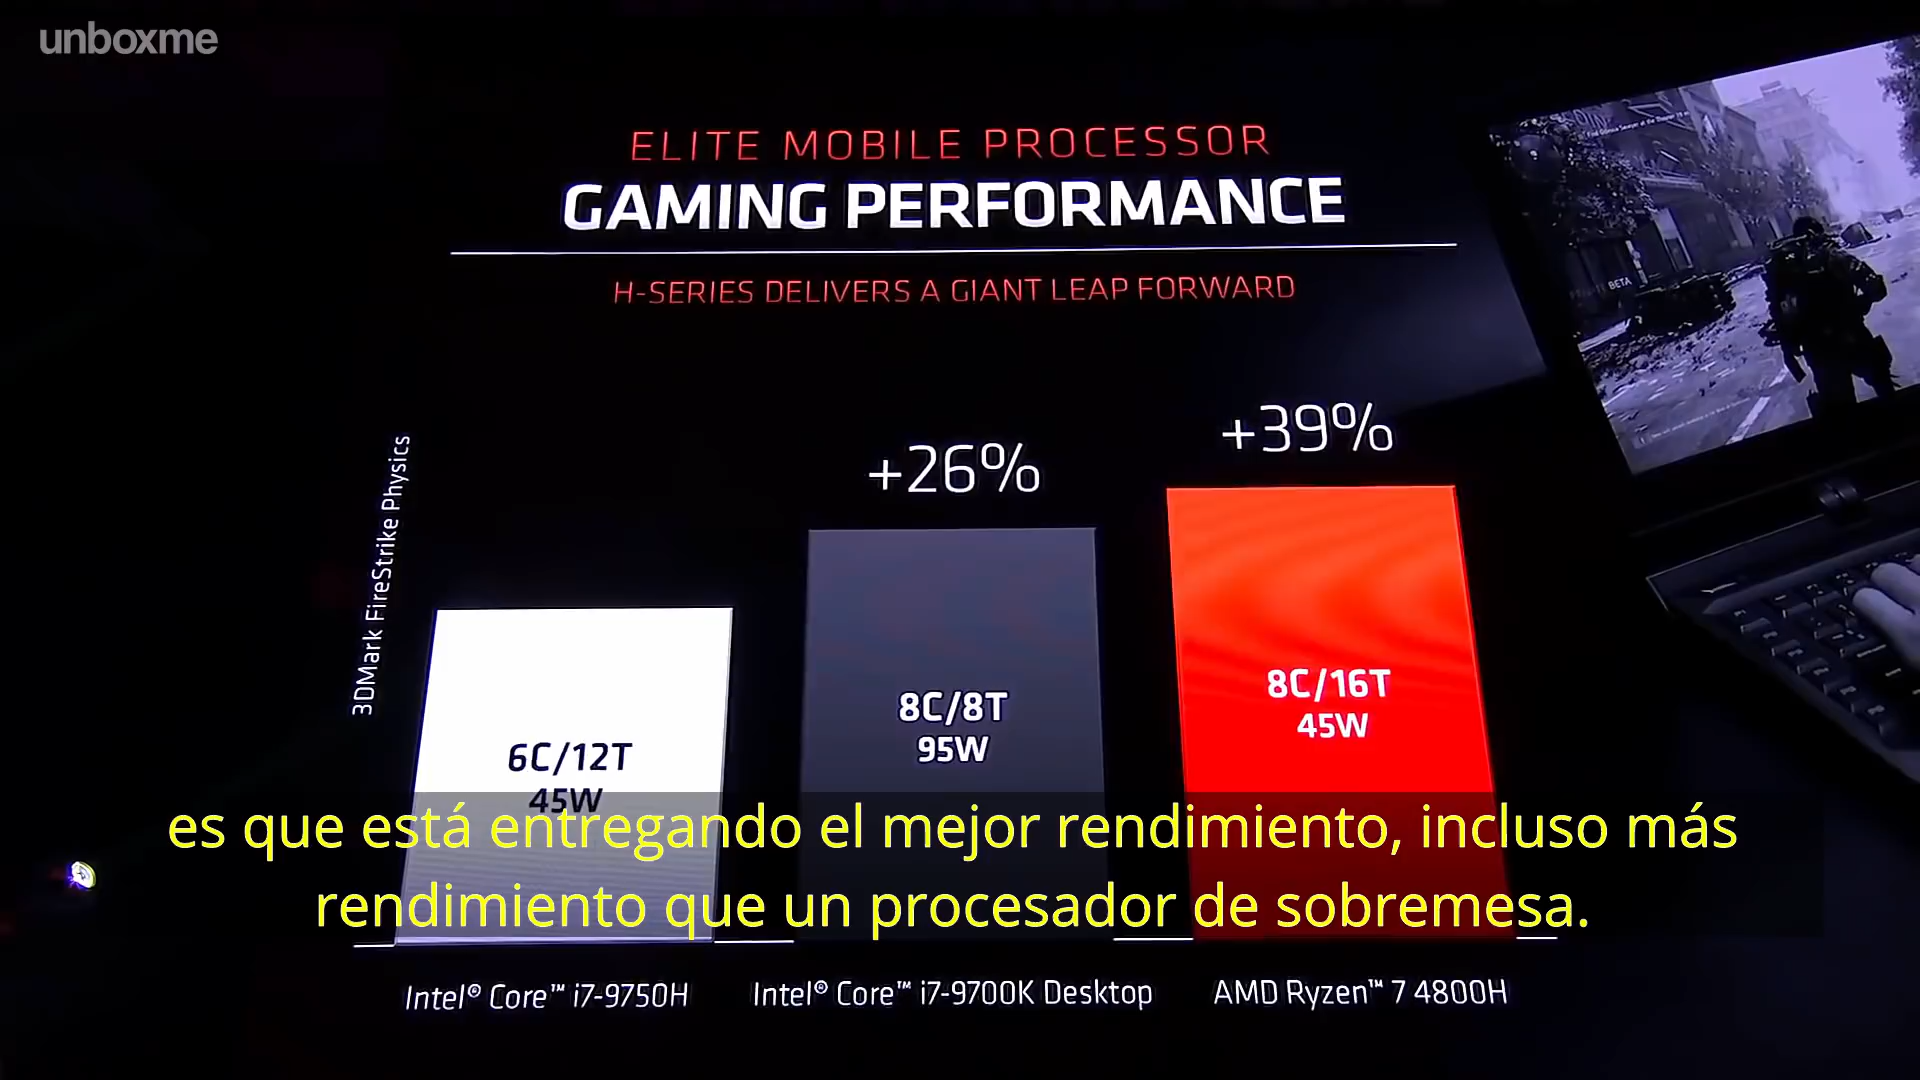 unboxme
ELITE MOBILE PROCESSOR
GAMING PERFORMANCE
H-SERIES DELIVERS A GIANT LEAP FORWARD
3DMark FireStrike Physics
+26%
+39%
6C/12T
45W
8C/8T
95W
8C/16T
45W
es que está entregando el mejor rendimiento, incluso más
rendimiento que un procesador de sobremesa.
Intel® Core™ i7-9750H
Intel® Core™ i7-9700K Desktop
AMD Ryzen™ 7 4800H
BETA